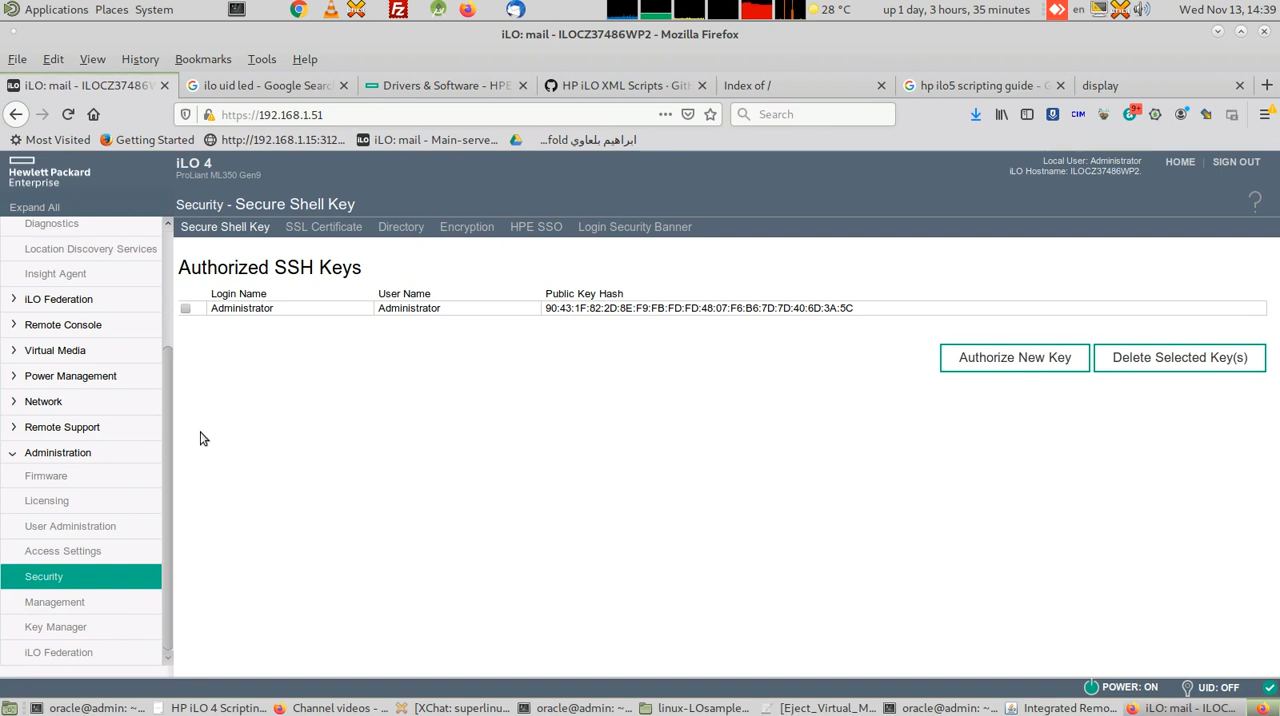 Applications Places System
28 °C
up 1 day, 3 hours, 35 minutes
en
Wed Nov 13, 14:39
iLO: mail - ILOCZ37486WP2 - Mozilla Firefox
File Edit View History Bookmarks Tools Help
iLO: mail - ILOCZ37486W
ilo uid led - Google Searc
Drivers & Software - HPE
HP iLO XML Scripts · GitH
Index of /
hp ilo5 scripting guide - G
display
https://192.168.1.51
Search
CIM
9+
Most Visited
Getting Started
http://192.168.1.15:312...
iLO: mail - Main-serve...
...fold ابراهيم بلعاوي
Hewlett Packard
Enterprise
iLO 4
ProLiant ML350 Gen9
Local User: Administrator
iLO Hostname: ILOCZ37486WP2.
HOME
SIGN OUT
Expand All
Security - Secure Shell Key
Secure Shell Key
SSL Certificate
Directory
Encryption
HPE SSO
Login Security Banner
Diagnostics
Location Discovery Services
Insight Agent
iLO Federation
Remote Console
Virtual Media
Power Management
Network
Remote Support
Administration
Firmware
Licensing
User Administration
Access Settings
Security
Management
Key Manager
iLO Federation
Authorized SSH Keys
Login Name User Name Public Key Hash
Administrator Administrator 90:43:1F:82:2D:8E:F9:FB:FD:FD:48:07:F6:B6:7D:7D:40:6D:3A:5C
Authorize New Key
Delete Selected Key(s)
POWER: ON
UID: OFF
oracle@admin: ~...
HP iLO 4 Scriptin...
Channel videos - ...
[XChat: superlinu...
oracle@admin: ~...
linux-LOsample...
[Eject_Virtual_M...
oracle@admin: ~...
Integrated Remo...
iLO: mail - ILOC...